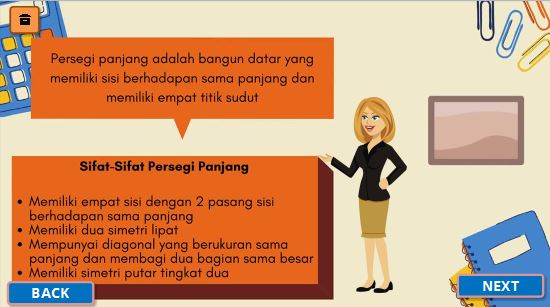 Persegi panjang adalah bangun datar yang
memiliki sisi berhadapan sama panjang dan
memiliki empat titik sudut
Sifat-Sifat Persegi Panjang
• Memiliki empat sisi dengan 2 pasang sisi
berhadapan sama panjang
• Memiliki dua simetri lipat
• Mempunyai diagonal yang berukuran sama
panjang dan membagi dua bagian sama besar
• Memiliki simetri putar tingkat dua
BACK
NEXT